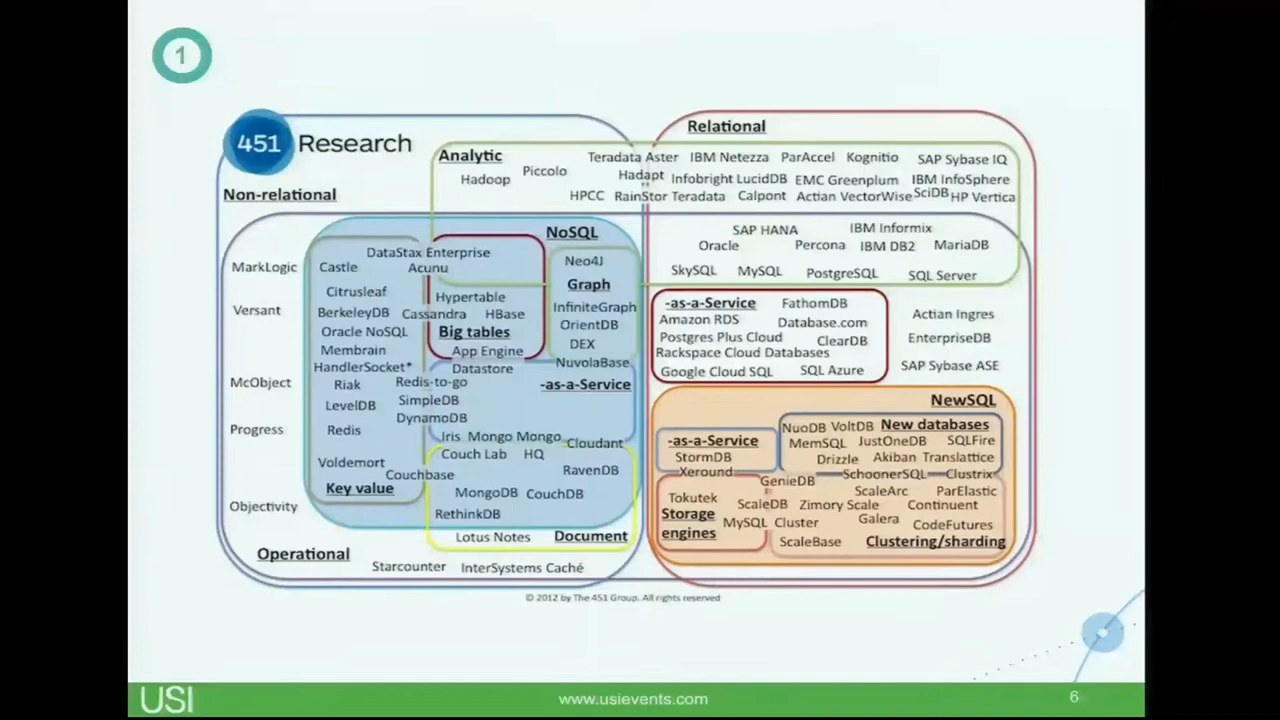 1
451 Research
Relational
Analytic
Teradata Aster IBM Netezza ParAccel Kognitio SAP Sybase IQ
Hadoop Piccolo Hadapt Infobright LucidDB EMC Greenplum IBM InfoSphere
HPCC RainStor Teradata Calpont Actian VectorWise SciDB HP Vertica
Non-relational
NoSQL
SAP HANA IBM Informix
Oracle Percona IBM DB2 MariaDB
SkySQL MySQL PostgreSQL SQL Server
MarkLogic
Versant
McObject
Progress
Objectivity
DataStax Enterprise
Castle Acunu
Citrusleaf
BerkeleyDB Cassandra
Oracle NoSQL
Membrain
HandlerSocket*
Riak Redis-to-go
LevelDB SimpleDB
DynamoDB
Redis
Voldemort
Couchbase
Key value
Hypertable
HBase
Big tables
App Engine
Datastore
Neo4J
Graph
InfiniteGraph
OrientDB
DEX
NuvolaBase
-as-a-Service
Iris Mongo Mongo Cloudant
Couch Lab HQ
RavenDB
MongoDB CouchDB
RethinkDB
Lotus Notes Document
Operational
Starcounter InterSystems Caché
-as-a-Service FathomDB
Amazon RDS Database.com
Postgres Plus Cloud ClearDB
Rackspace Cloud Databases
Google Cloud SQL SQL Azure
Actian Ingres
EnterpriseDB
SAP Sybase ASE
NewSQL
-as-a-Service
StormDB
Xeround
NuoDB VoltDB New databases
MemSQL JustOneDB SQLFire
Drizzle Akiban Translattice
SchoonerSQL Clustrix
GenieDB
Tokutek ScaleDB
Storage
engines
MySQL Cluster
ScaleArc ParElastic
Zimory Scale Continuent
Galera CodeFutures
ScaleBase Clustering/sharding
© 2012 by The 451 Group. All rights reserved
USI www.usievents.com 6